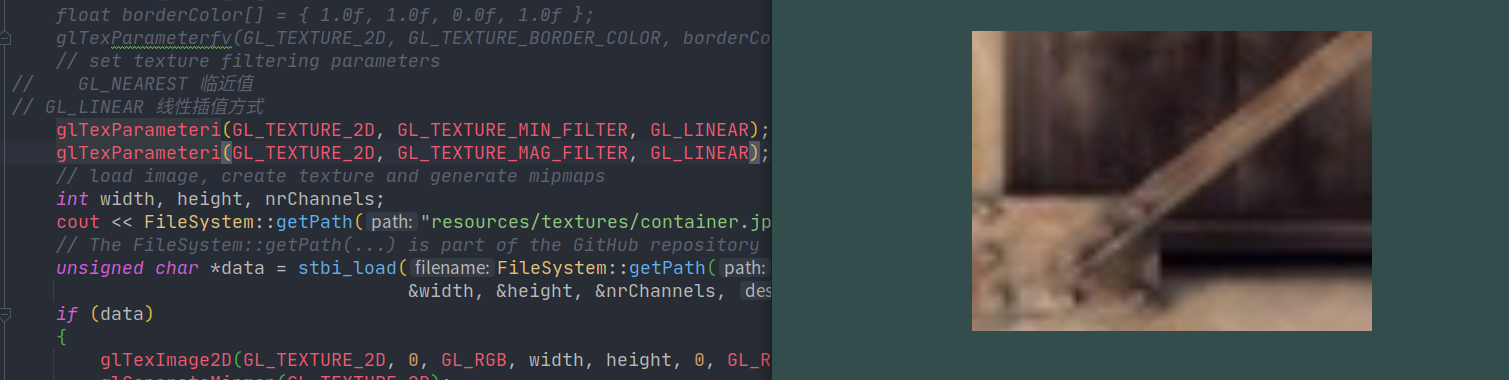 float borderColor[] = { 1.0f, 1.0f, 0.0f, 1.0f };
glTexParameterfv(GL_TEXTURE_2D, GL_TEXTURE_BORDER_COLOR, borderCo
// set texture filtering parameters
// GL_NEAREST 临近值
// GL_LINEAR 线性插值方式
glTexParameteri(GL_TEXTURE_2D, GL_TEXTURE_MIN_FILTER, GL_LINEAR);
glTexParameteri(GL_TEXTURE_2D, GL_TEXTURE_MAG_FILTER, GL_LINEAR);
// load image, create texture and generate mipmaps
int width, height, nrChannels;
cout << FileSystem::getPath( path: "resources/textures/container.jp
// The FileSystem::getPath(...) is part of the GitHub repository
unsigned char *data = stbi_load( filename: FileSystem::getPath( path:
&width, &height, &nrChannels, des
if (data)
{
glTexImage2D(GL_TEXTURE_2D, 0, GL_RGB, width, height, 0, GL_R
glGenerateMipmap(GL_TEXTURE_2D);